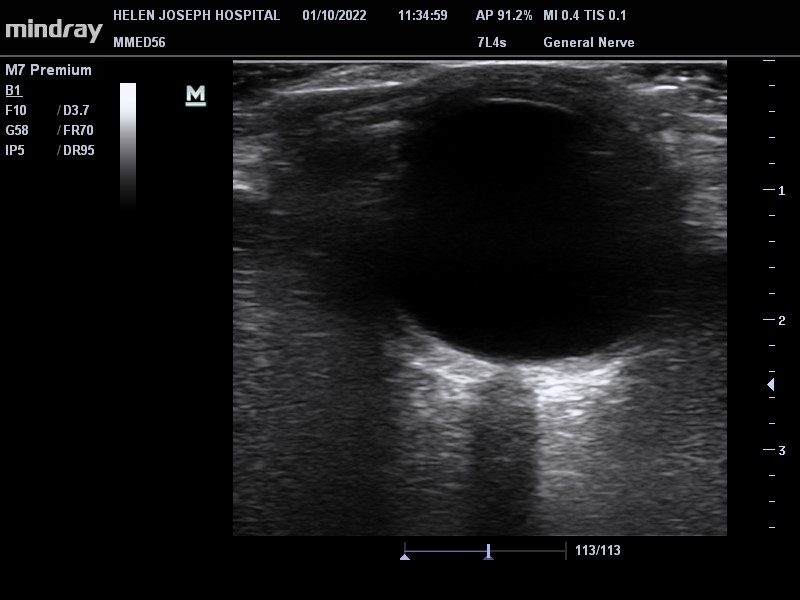 mindray
HELEN JOSEPH HOSPITAL 01/10/2022 11:34:59 AP 91.2% MI 0.4 TIS 0.1
MMED56 7L4s General Nerve
M7 Premium
B1
F10 / D3.7
G58 / FR70
IP5 / DR95
M
1
2
3
113/113